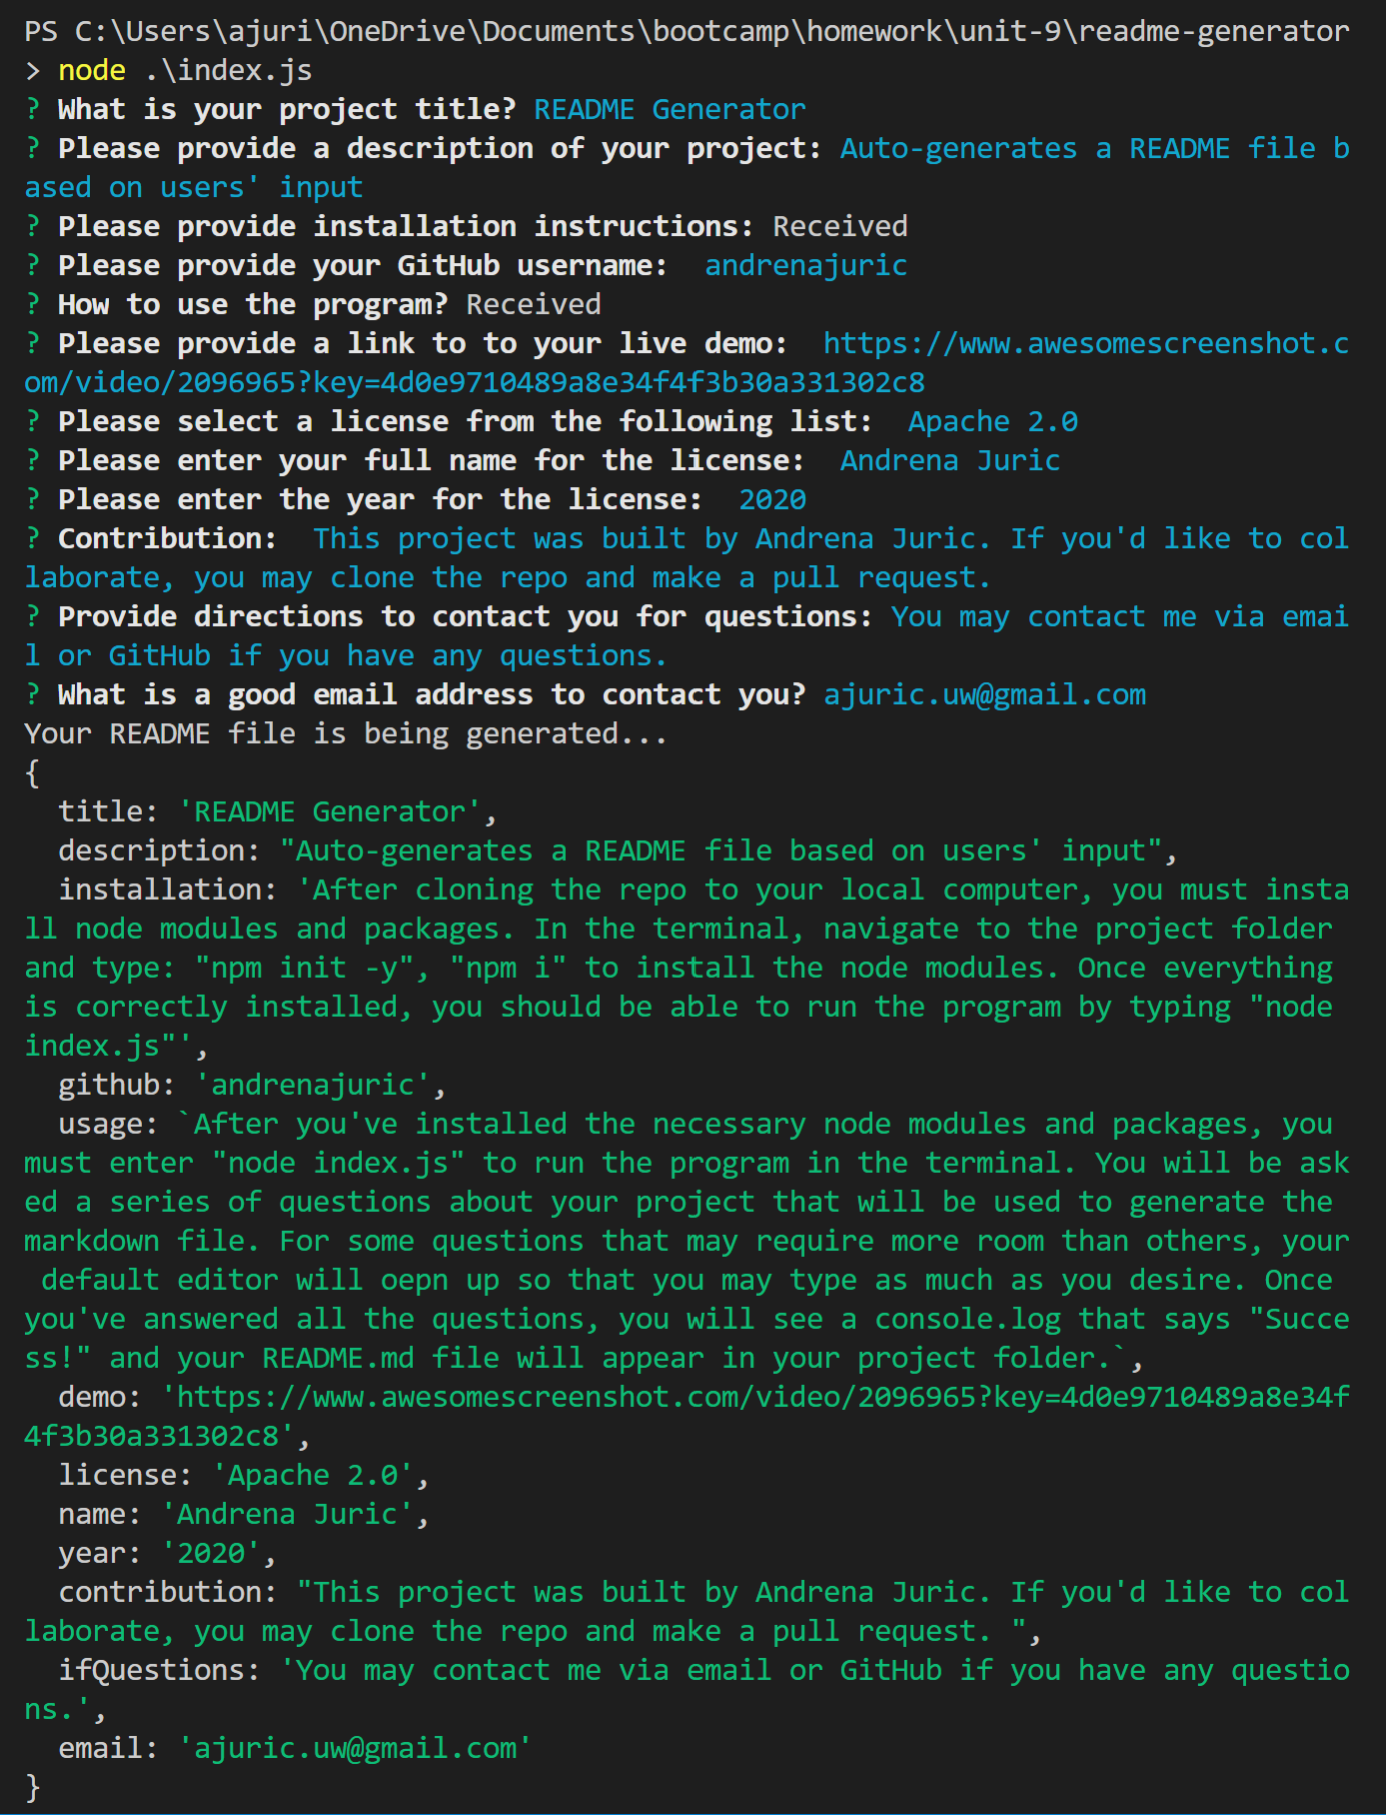 PS C:\Users\ajuri\OneDrive\Documents\bootcamp\homework\unit-9\readme-generator
> node .\index.js
? What is your project title? README Generator
? Please provide a description of your project: Auto-generates a README file b
ased on users' input
? Please provide installation instructions: Received
? Please provide your GitHub username:  andrenajuric
? How to use the program? Received
? Please provide a link to to your live demo:  https://www.awesomescreenshot.c
om/video/2096965?key=4d0e9710489a8e34f4f3b30a331302c8
? Please select a license from the following list:  Apache 2.0
? Please enter your full name for the license:  Andrena Juric
? Please enter the year for the license:  2020
? Contribution:  This project was built by Andrena Juric. If you'd like to col
laborate, you may clone the repo and make a pull request.
? Provide directions to contact you for questions: You may contact me via emai
l or GitHub if you have any questions.
? What is a good email address to contact you? ajuric.uw@gmail.com
Your README file is being generated...
{
  title: 'README Generator',
  description: "Auto-generates a README file based on users' input",
  installation: 'After cloning the repo to your local computer, you must insta
ll node modules and packages. In the terminal, navigate to the project folder
and type: "npm init -y", "npm i" to install the node modules. Once everything
is correctly installed, you should be able to run the program by typing "node
index.js"',
  github: 'andrenajuric',
  usage: `After you've installed the necessary node modules and packages, you
must enter "node index.js" to run the program in the terminal. You will be ask
ed a series of questions about your project that will be used to generate the
markdown file. For some questions that may require more room than others, your
 default editor will oepn up so that you may type as much as you desire. Once
you've answered all the questions, you will see a console.log that says "Succe
ss!" and your README.md file will appear in your project folder.`,
  demo: 'https://www.awesomescreenshot.com/video/2096965?key=4d0e9710489a8e34f
4f3b30a331302c8',
  license: 'Apache 2.0',
  name: 'Andrena Juric',
  year: '2020',
  contribution: "This project was built by Andrena Juric. If you'd like to col
laborate, you may clone the repo and make a pull request. ",
  ifQuestions: 'You may contact me via email or GitHub if you have any questio
ns.',
  email: 'ajuric.uw@gmail.com'
}